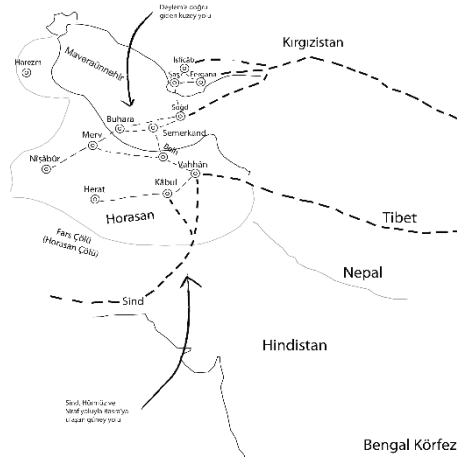 Deylem'e doğru
giden kuzey yolu
Kırgızistan
Harezm
Maveraünnehir
İsficâb
Şaş
Fergana
Soğd
Buhara
Semerkand
Merv
Belh
Nîşâbûr
Vahhân
Herat
Kâbul
Horasan
Tibet
Fars Çölü
(Horasan Çölü)
Nepal
Sind
Hindistan
Sind, Hürmüz ve
Siraf yoluyla Basra'ya
ulaşan güney yolu
Bengal Körfez